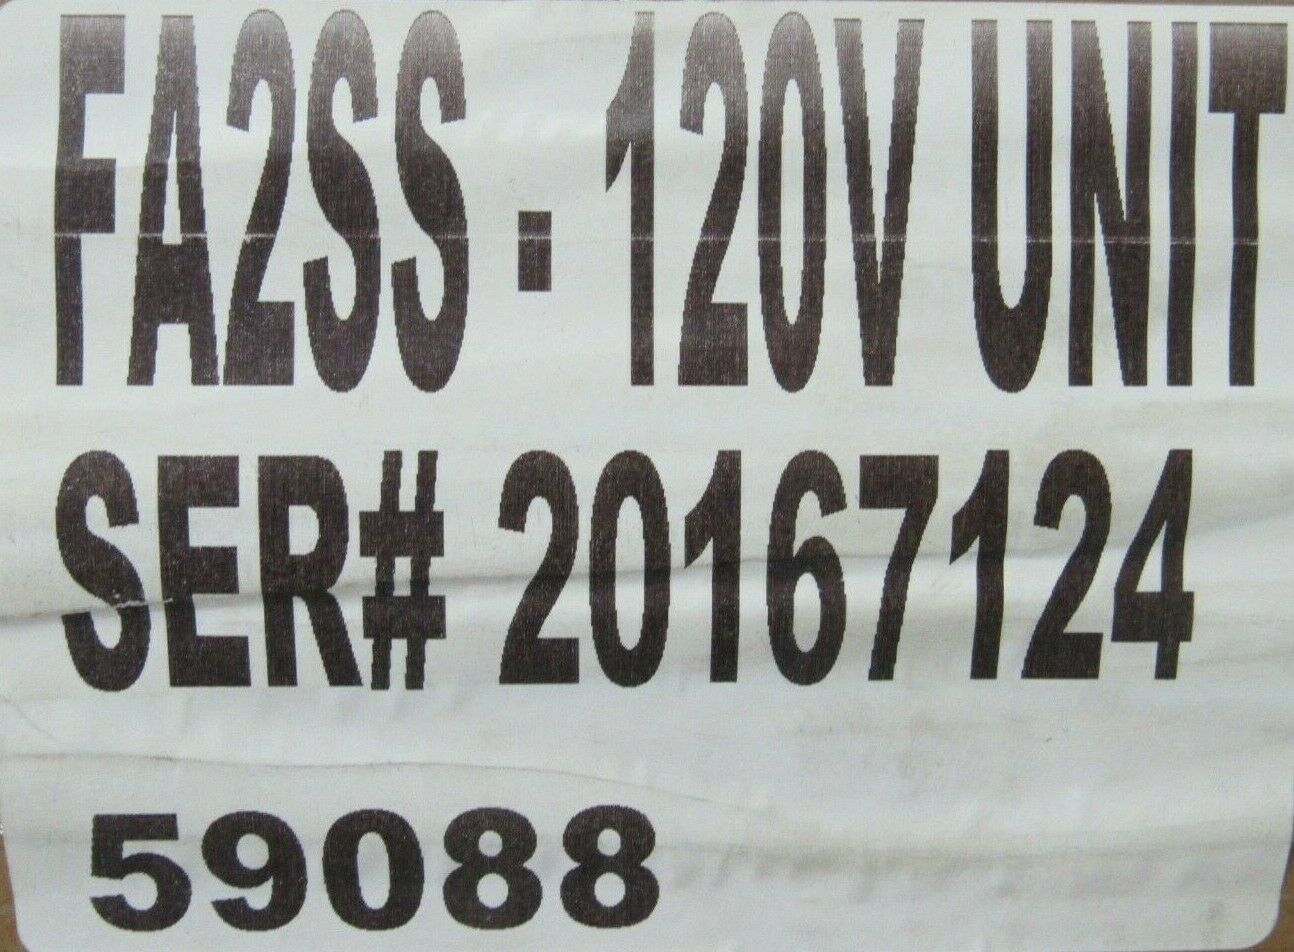 FA2SS - 120V UNIT
SER# 20167124
59088